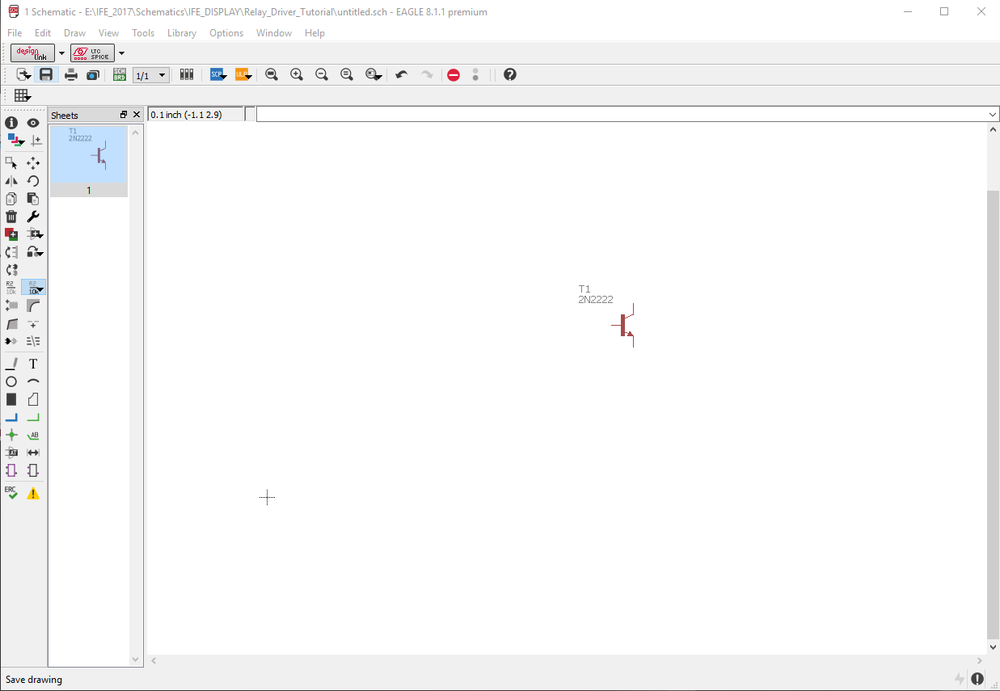 1 Schematic - E:\IFE_2017\Schematics\IFE_DISPLAY\Relay_Driver_Tutorial\untitled.sch - EAGLE 8.1.1 premium
File Edit Draw View Tools Library Options Window Help
design link LTC SPICE
SCH BRD 1/1 SCR ULP
Sheets 0.1 inch (-1.1 2.9)
T1
2N2222
1
R2 10k R2 10k
T1
2N2222
T
AB
ERC
Save drawing